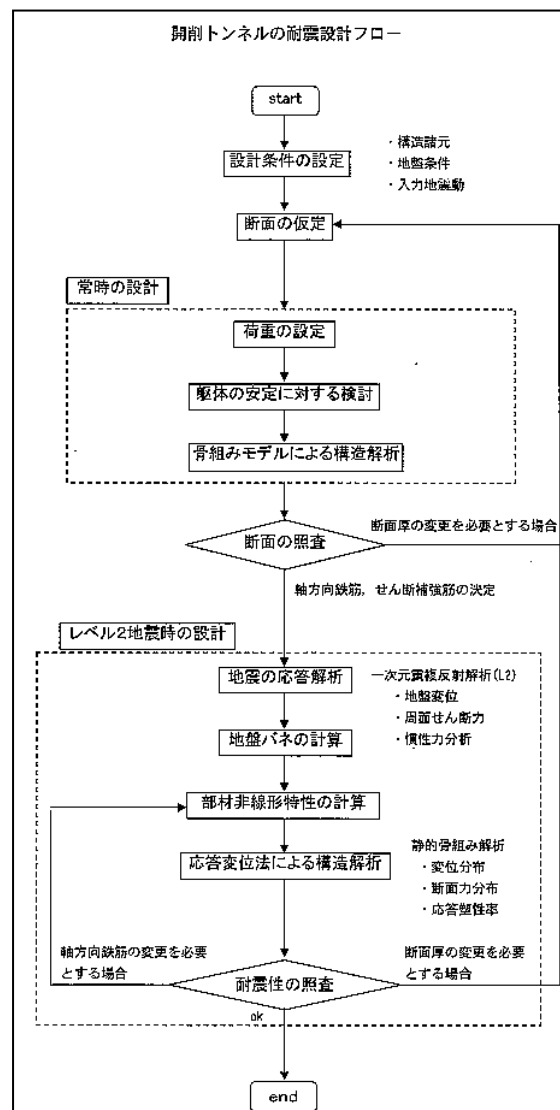 開削トンネルの耐震設計フロー
start
設計条件の設定
・構造諸元
・地盤条件
・入力地震動
断面の仮定
常時の設計
荷重の設定
躯体の安定に対する検討
骨組みモデルによる構造解析
断面の照査
断面厚の変更を必要とする場合
軸方向鉄筋，せん断補強筋の決定
レベル2地震時の設計
地震の応答解析
一次元重複反射解析(L2)
・地盤変位
・周面せん断力
・慣性力分析
地盤バネの計算
部材非線形特性の計算
応答変位法による構造解析
静的骨組み解析
・変位分布
・断面力分布
・応答塑性率
軸方向鉄筋の変更を必要
とする場合
断面厚の変更を必要
とする場合
耐震性の照査
ok
end